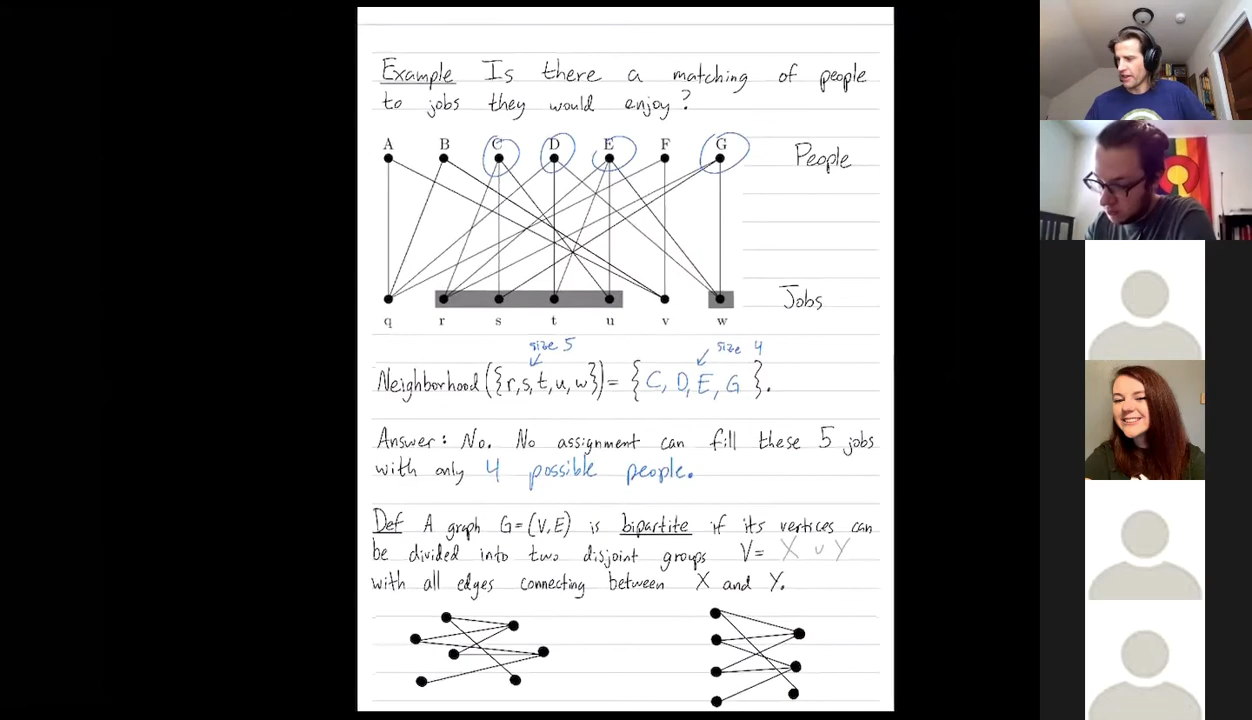 Example Is there a matching of people
to jobs they would enjoy?
A B C D E F G
People
Jobs
q r s t u v w
size 5
size 4
Neighborhood({r,s,t,u,w}) = {C, D, E, G}.
Answer: No. No assignment can fill these 5 jobs
with only 4 possible people.
Def A graph G=(V,E) is bipartite if its vertices can
be divided into two disjoint groups V= X ∪ Y
with all edges connecting between X and Y.